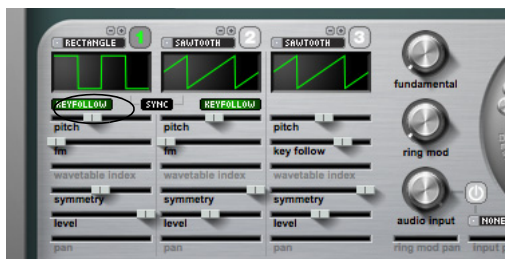 RECTANGLE 1 SAWTOOTH 2 SAWTOOTH 3
KEYFOLLOW SYNC KEYFOLLOW
fundamental
pitch pitch pitch
fm fm key follow
ring mod
wavetable index wavetable index wavetable index
symmetry symmetry symmetry
level level level
audio input NONE
pan pan pan ring mod pan input p